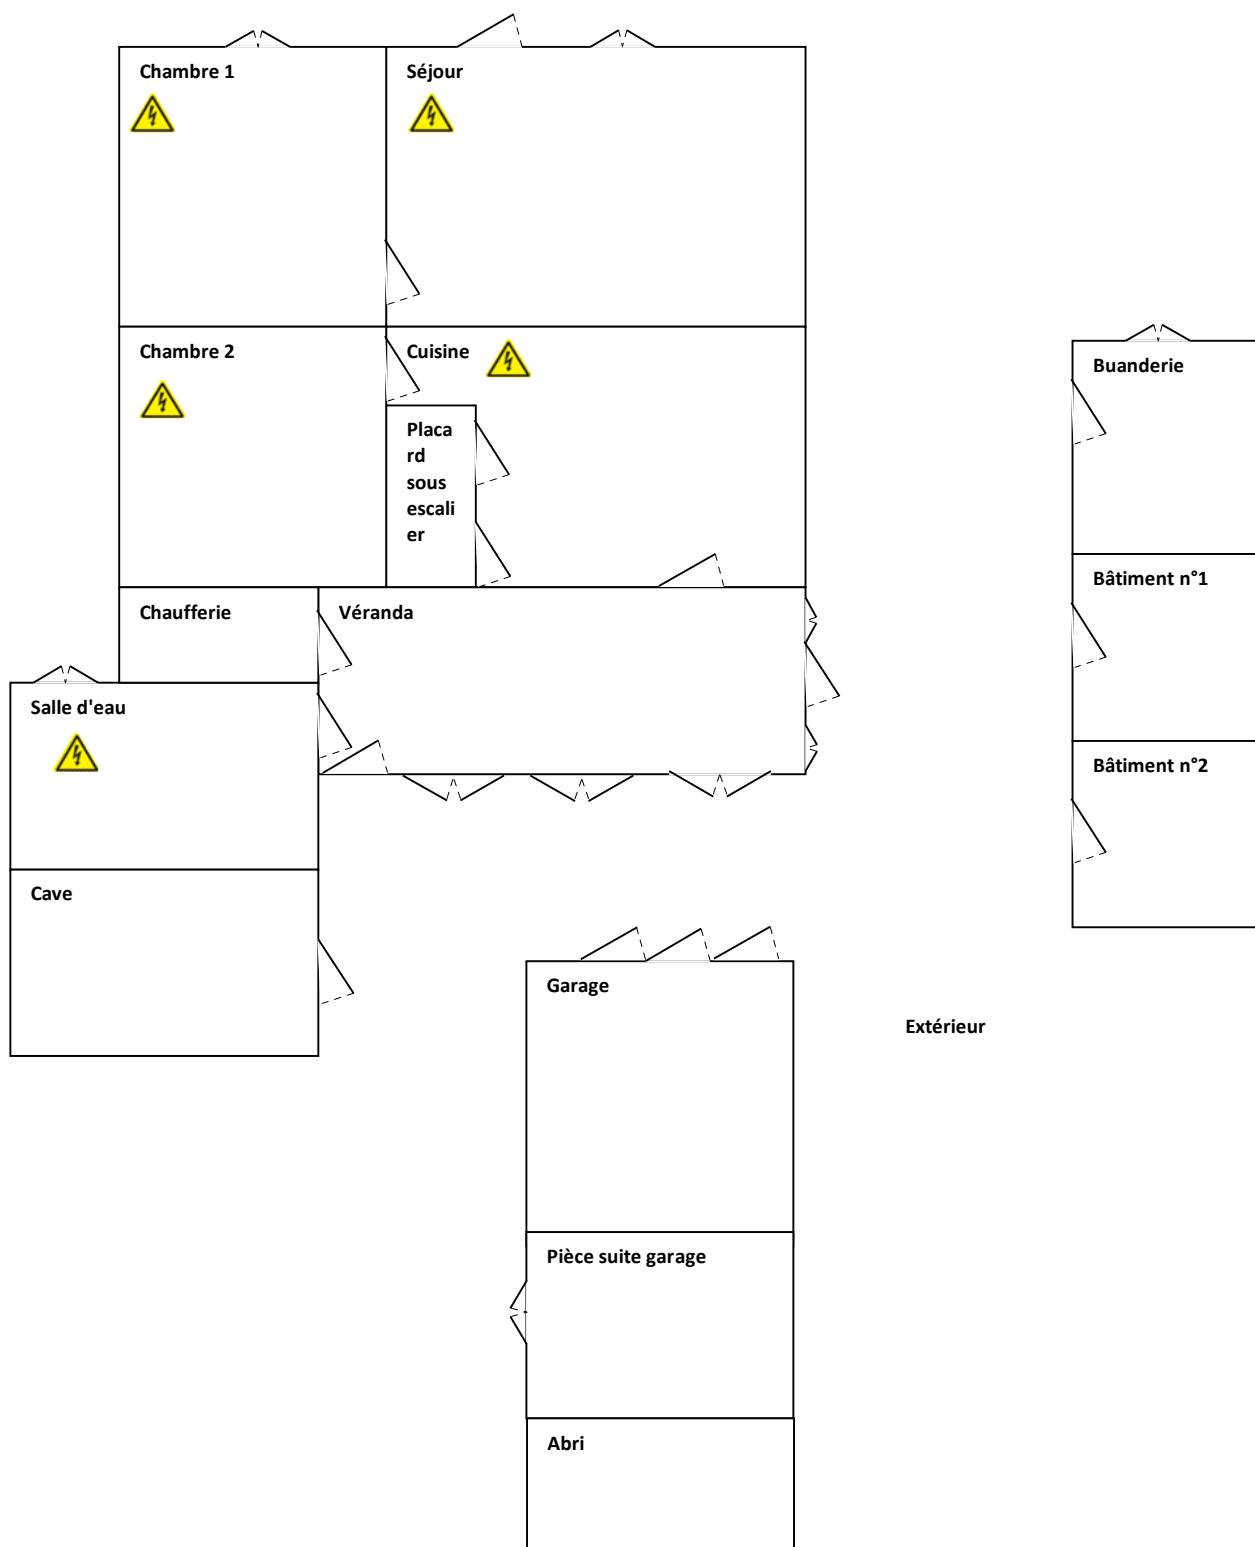 Chambre 1
Séjour
Chambre 2
Cuisine
Buanderie
Placa
rd
sous
escali
er
Bâtiment n°1
Chaufferie
Véranda
Salle d'eau
Bâtiment n°2
Cave
Garage
Extérieur
Pièce suite garage
Abri